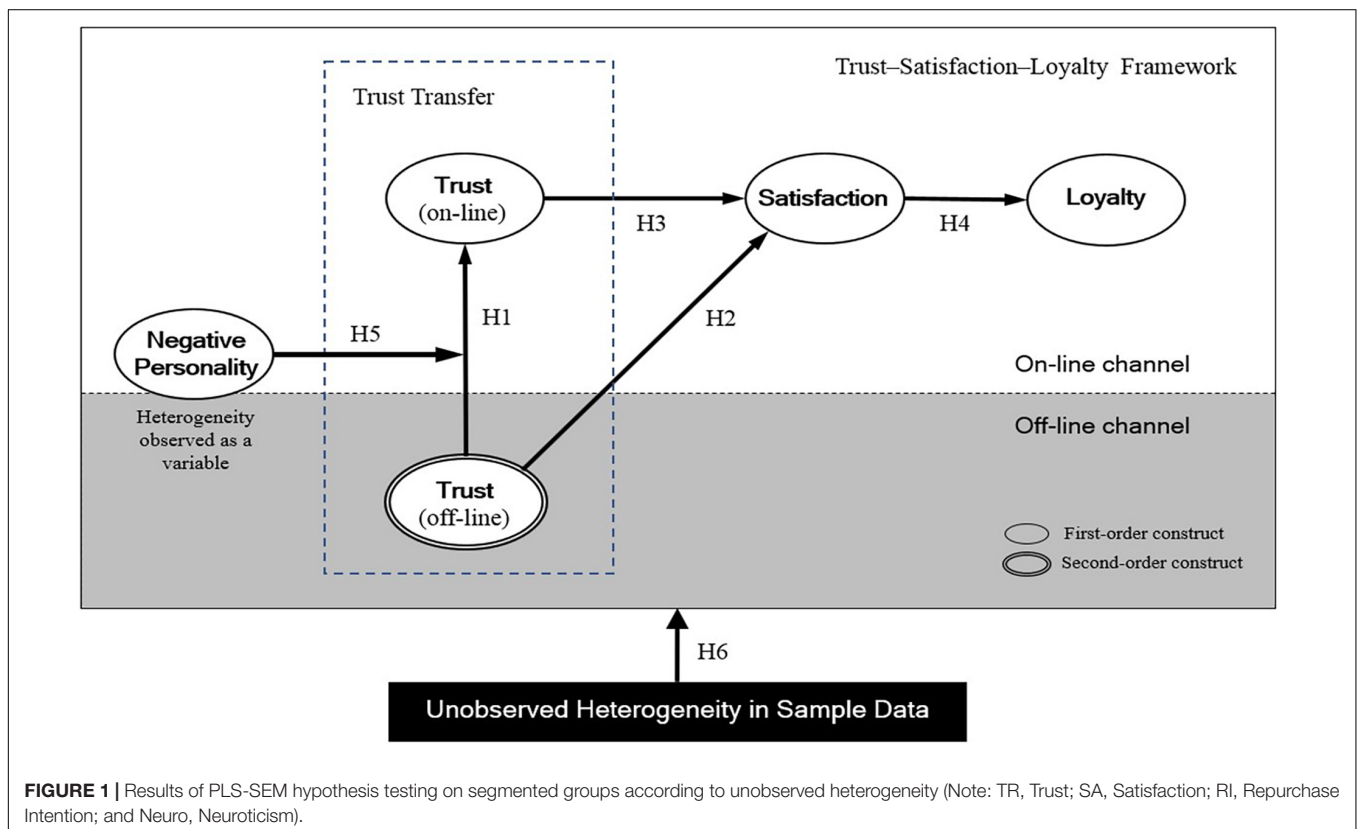 Trust–Satisfaction–Loyalty Framework
Trust Transfer
Trust
(on-line)
Satisfaction
Loyalty
H3
H4
H1
H2
H5
Negative
Personality
Heterogeneity
observed as a
variable
On-line channel
Off-line channel
Trust
(off-line)
First-order construct
Second-order construct
H6
Unobserved Heterogeneity in Sample Data
FIGURE 1 | Results of PLS-SEM hypothesis testing on segmented groups according to unobserved heterogeneity (Note: TR, Trust; SA, Satisfaction; RI, Repurchase
Intention; and Neuro, Neuroticism).